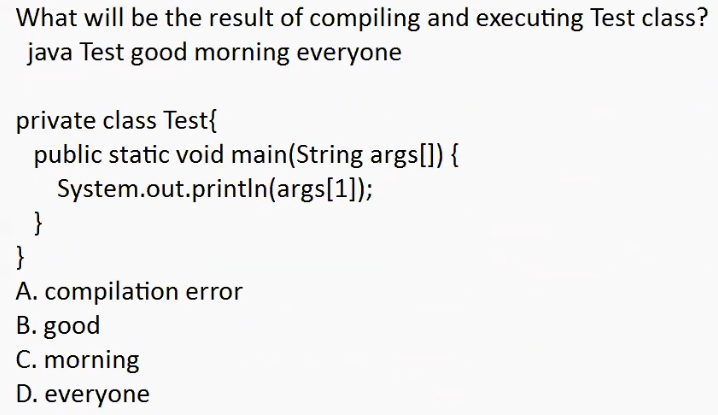 What will be the result of compiling and executing Test class?
java Test good morning everyone
private class Test{
public static void main(String args[]) {
System.out.println(args[1]);
}
}
A. compilation error
B. good
C. morning
D. everyone